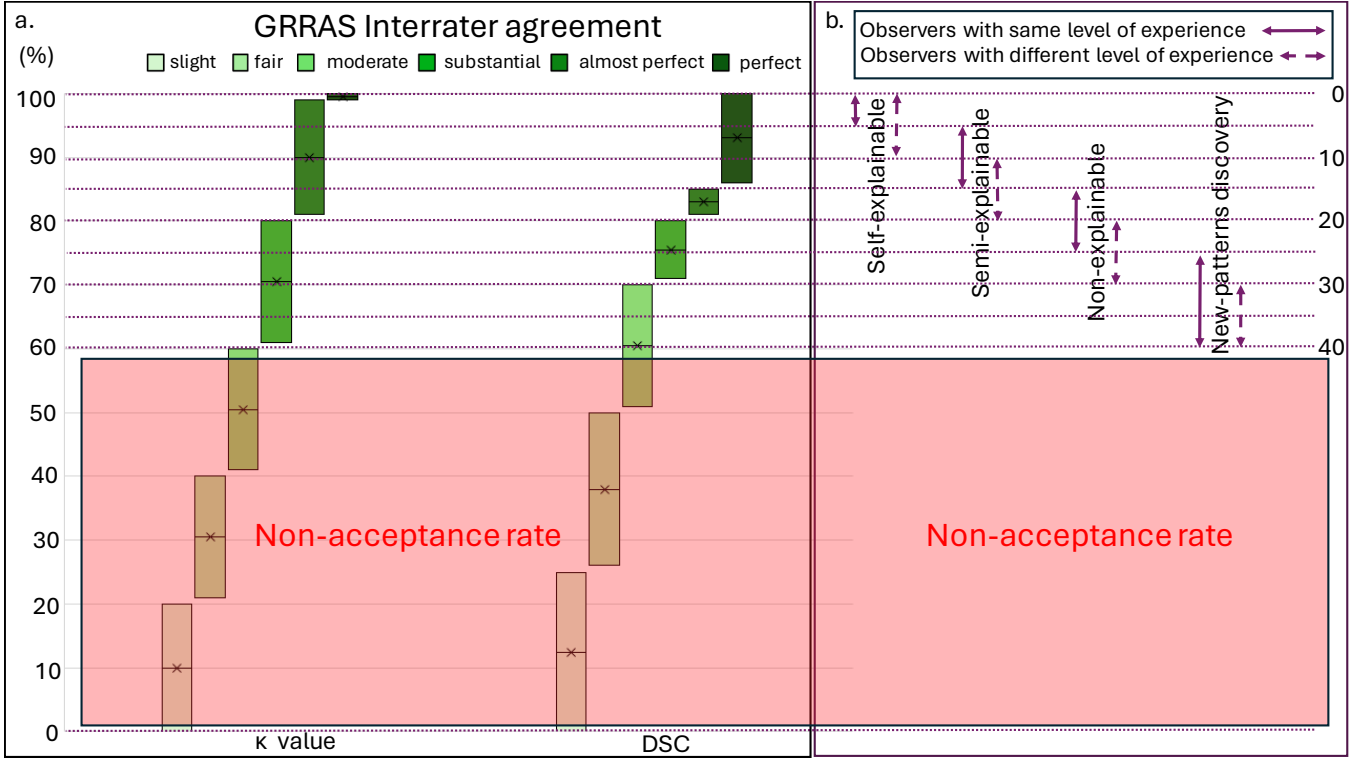 a.
GRRAS Interrater agreement
(%)
slight fair moderate substantial almost perfect perfect
100
90
80
70
60
50
40
30
20
10
0
Non-acceptance rate
κ value
DSC
b.
Observers with same level of experience
Observers with different level of experience
Self-explainable
Semi-explainable
Non-explainable
New-patterns discovery
0
10
20
30
40
Non-acceptance rate